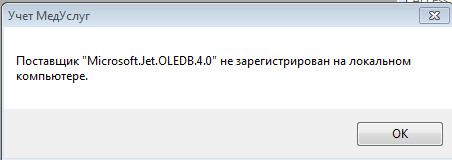 Учет МедУслуг
Поставщик "Microsoft.Jet.OLEDB.4.0" не зарегистрирован на локальном
компьютере.
OK